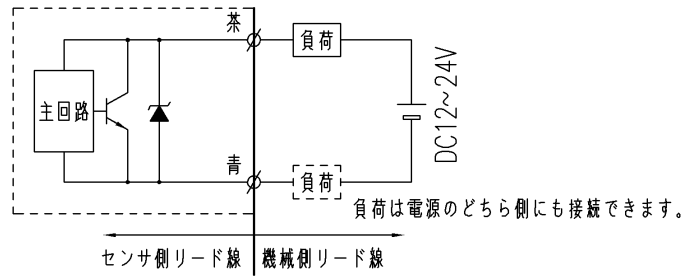 茶
負荷
主回路
DC12~24V
青
負荷
負荷は電源のどちら側にも接続できます。
センサ側リード線
機械側リード線